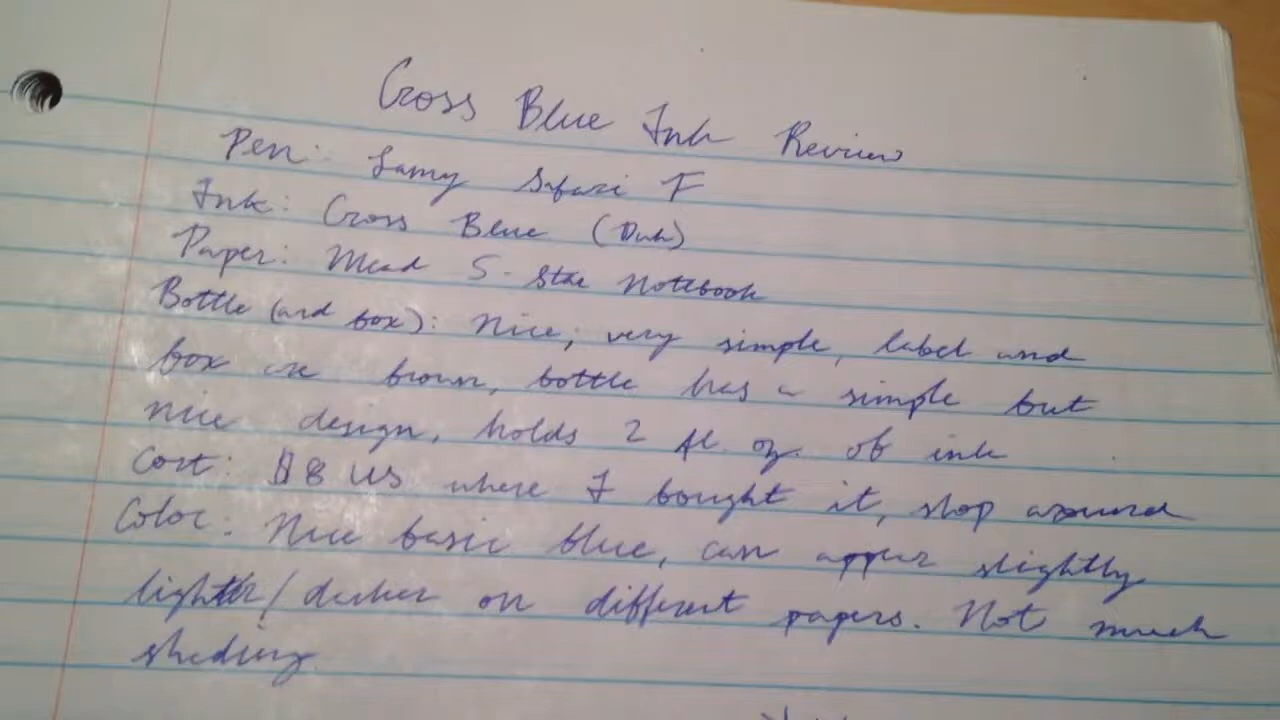 Cross Blue Ink Review
Pen: Lamy Safari F
Ink: Cross Blue
Paper: Mead 5-Star Notebook
Bottle (and box): Nice, very simple, label and
box are brown, bottle has a simple but
nice design, holds 2 fl. oz. of ink
Cost: $8 US where I bought it, shop around
Color: Nice basic blue, can appear slightly
lighter/darker on different papers. Not much
shading